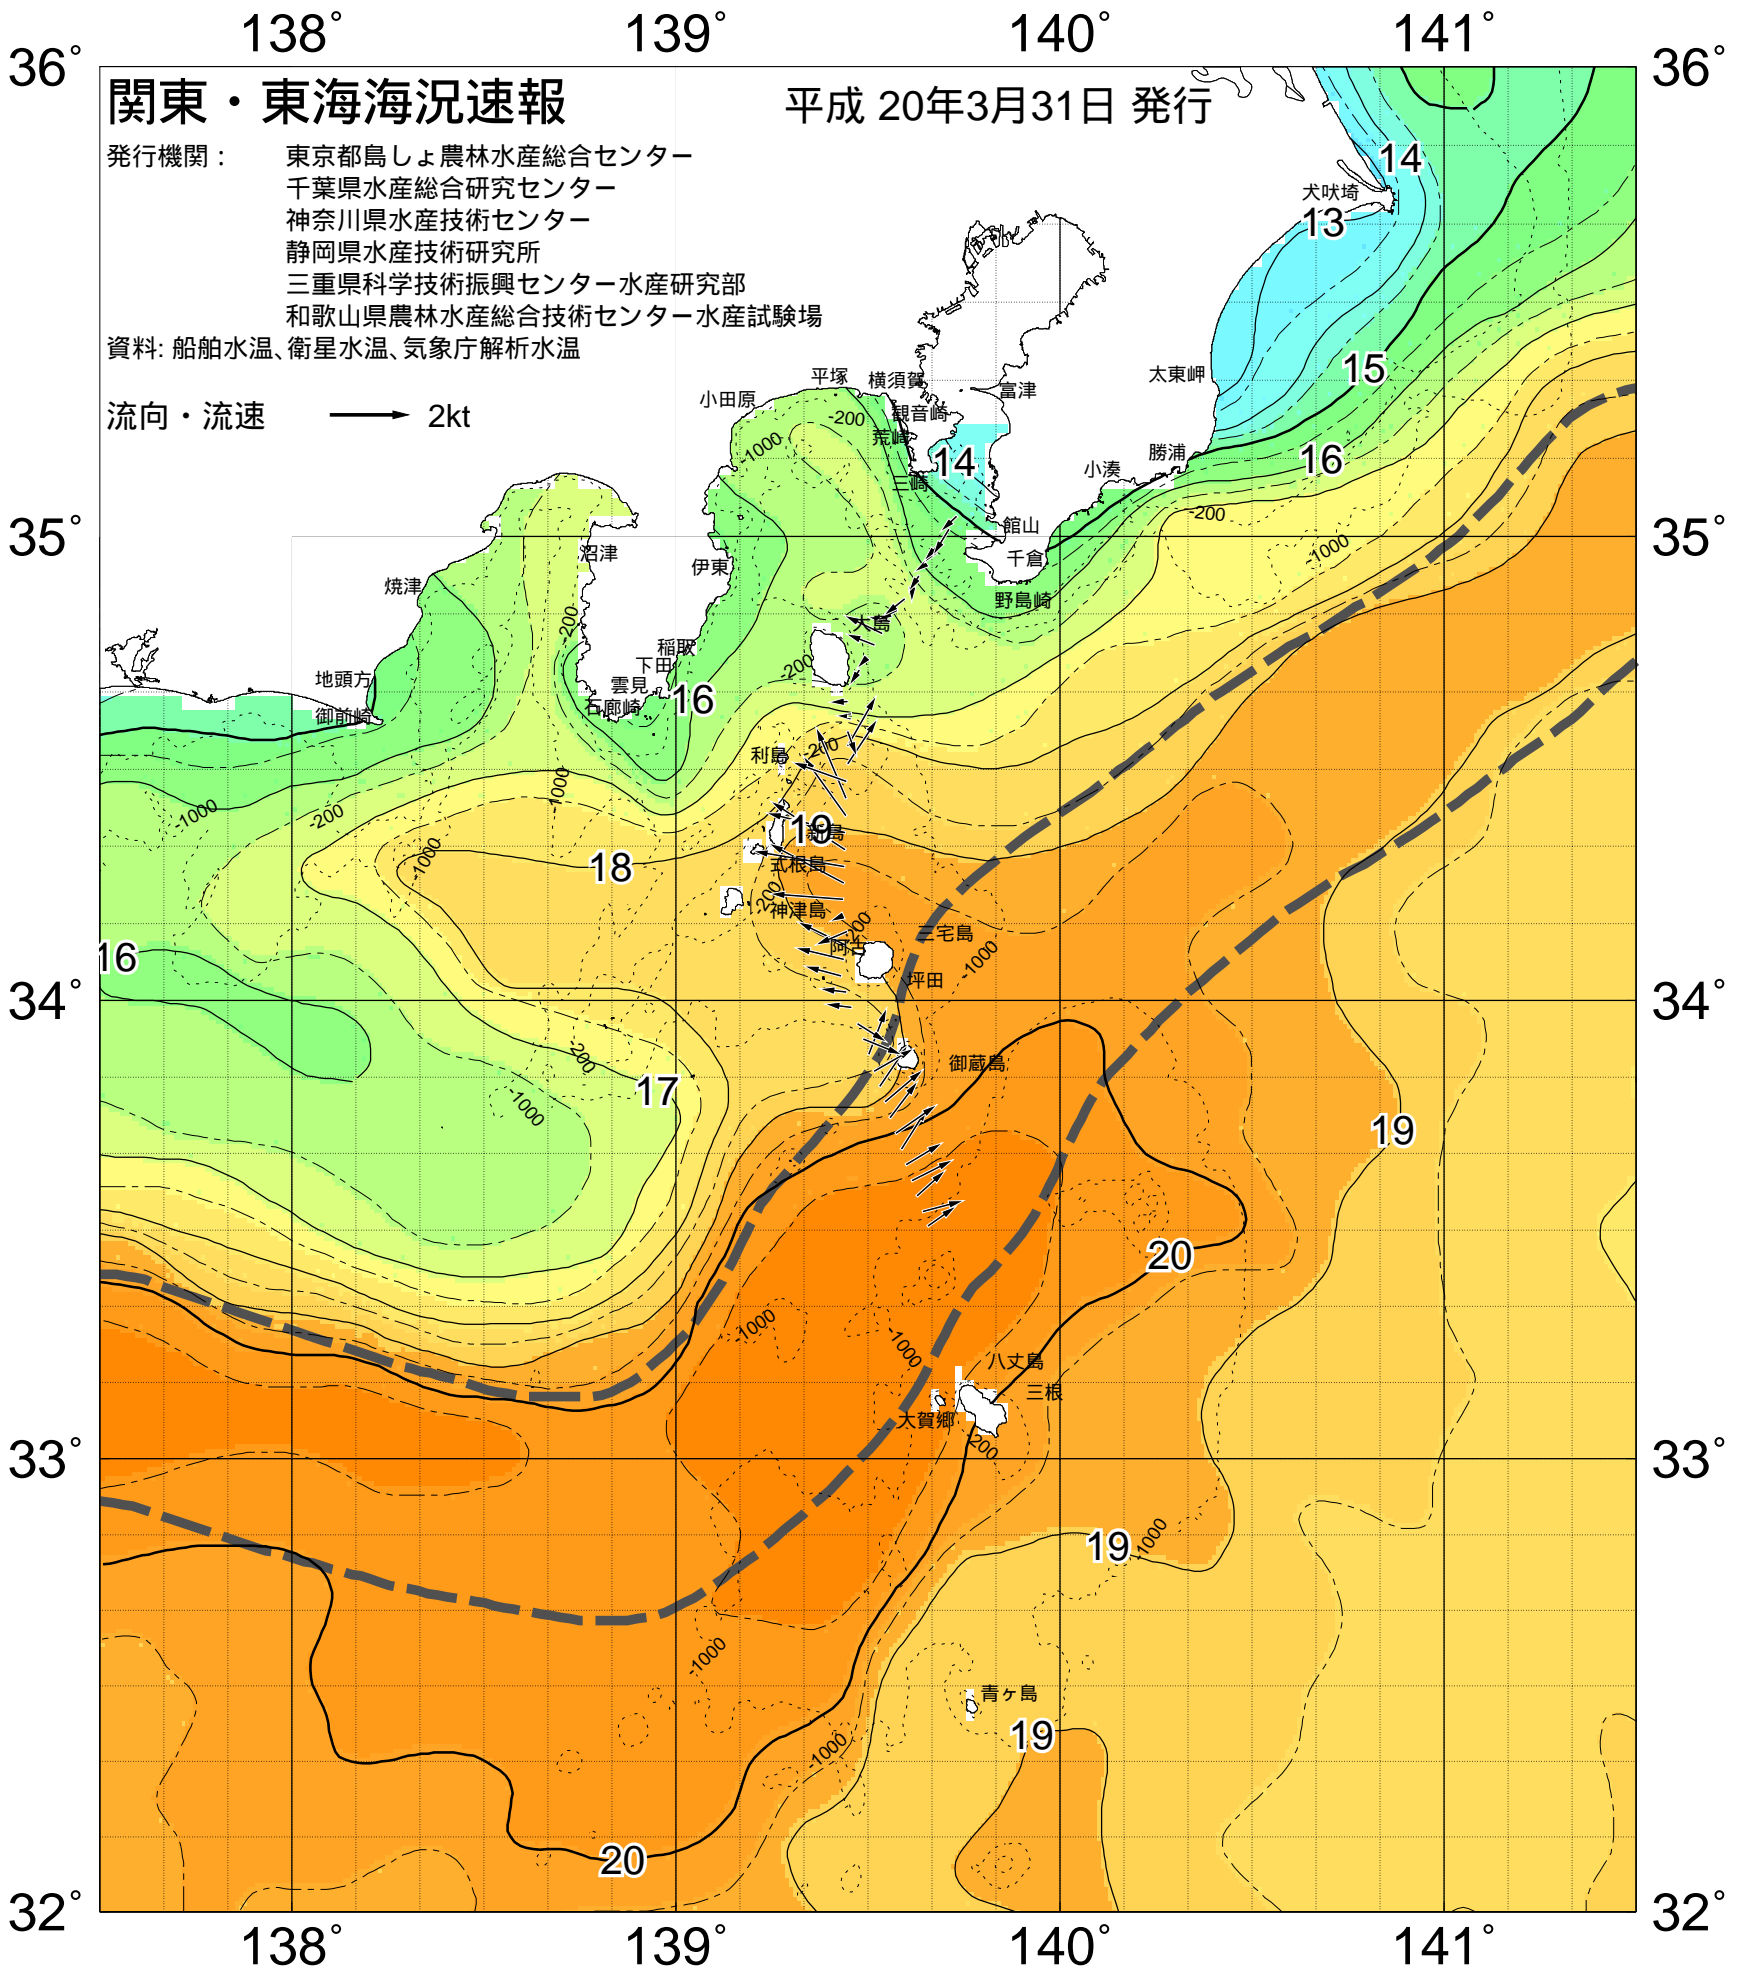 138° 139° 140° 141°
36° 36°
関東・東海海況速報 平成 20年3月31日 発行
発行機関： 東京都島しょ農林水産総合センター
千葉県水産総合研究センター
神奈川県水産技術センター
静岡県水産技術研究所
三重県科学技術振興センター水産研究部
和歌山県農林水産総合技術センター水産試験場
資料: 船舶水温、衛星水温、気象庁解析水温
流向・流速 2kt
14
犬吠埼
13
15
太東岬
平塚 横須賀
小田原 富津
観音崎
-200
荒崎
-1000
14
三崎
勝浦 16
小湊
-200
館山
35° 35°
沼津 千倉 -1000
伊東
焼津
野島崎
-200 大島
稲取
下田 -200
地頭方 雲見
石廊崎 16
御前崎
利島 -200
-1000
-1000 -200
19 新島
-1000 18
式根島
-200 神津島
-200 三宅島
阿古 -1000
16
坪田
34° 34°
-200
御蔵島
17
-1000
19
20
-1000 -1000
八丈島
三根
大賀郷
-200
33° 33°
19 -1000
-1000
青ヶ島
19
-1000
20
32° 32°
138° 139° 140° 141°